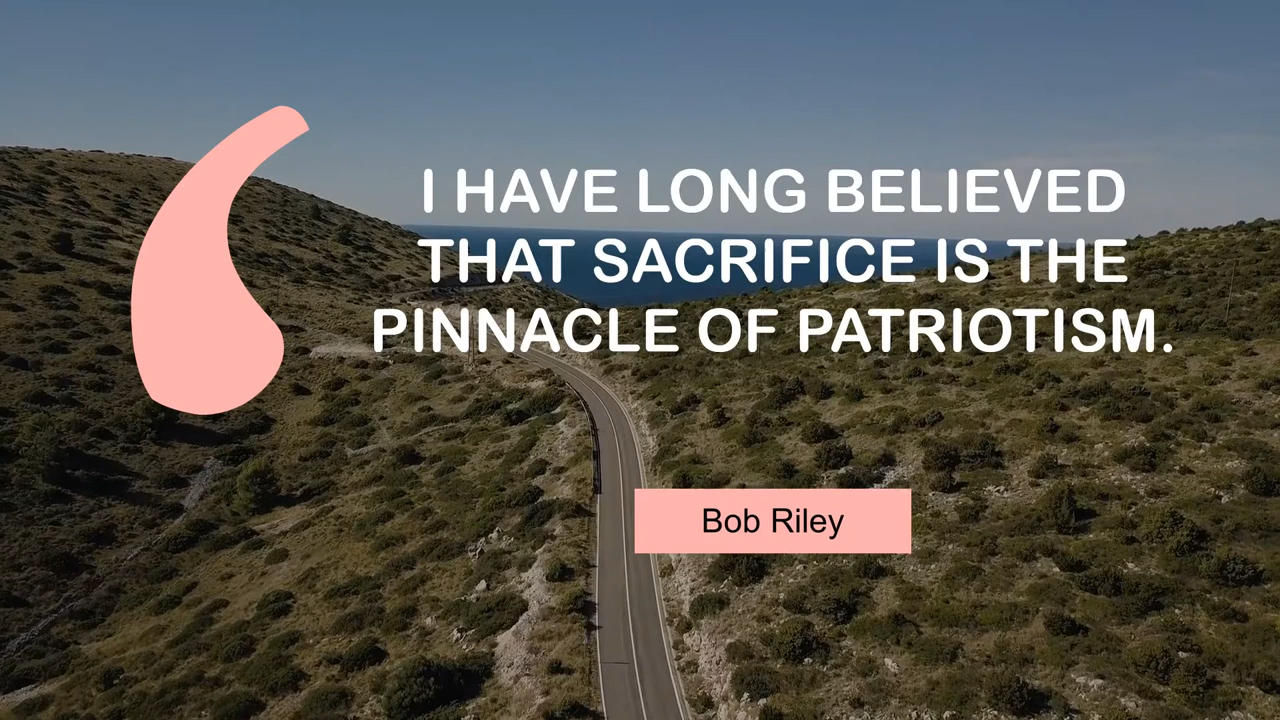 I HAVE LONG BELIEVED
THAT SACRIFICE IS THE
PINNACLE OF PATRIOTISM.
Bob Riley